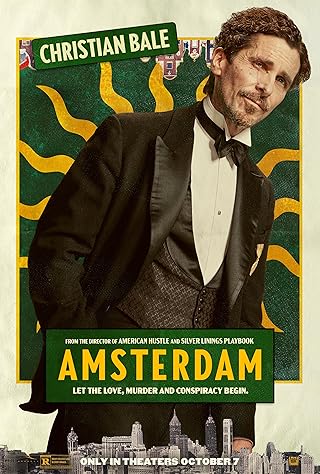 CHRISTIAN BALE
FROM THE DIRECTOR OF AMERICAN HUSTLE AND SILVER LININGS PLAYBOOK
AMSTERDAM
LET THE LOVE, MURDER AND CONSPIRACY BEGIN.
ONLY IN THEATERS OCTOBER 7
R